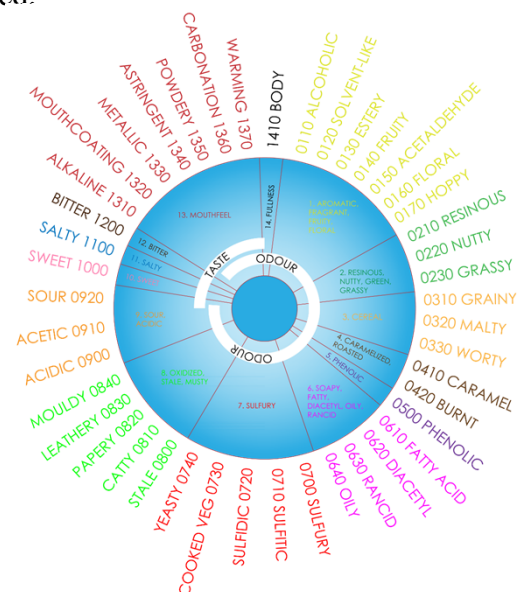 1410 BODY
0110 ALCOHOLIC
0120 SOLVENT-LIKE
0130 ESTERY
0140 FRUITY
0150 ACETALDEHYDE
0160 FLORAL
0170 HOPPY
0210 RESINOUS
0220 NUTTY
0230 GRASSY
0310 GRAINY
0320 MALTY
0330 WORTY
0410 CARAMEL
0420 BURNT
0500 PHENOLIC
0610 FATTY ACID
0620 DIACETYL
0630 RANCID
0640 OILY
0700 SULFURY
0710 SULFITIC
SULFIDIC 0720
COOKED VEG 0730
YEASTY 0740
STALE 0800
CATTY 0810
PAPERY 0820
LEATHERY 0830
MOULDY 0840
ACIDIC 0900
ACETIC 0910
SOUR 0920
SWEET 1000
SALTY 1100
BITTER 1200
ALKALINE 1310
MOUTHCOATING 1320
METALLIC 1330
ASTRINGENT 1340
POWDERY 1350
CARBONATION 1360
WARMING 1370
14. FULLNESS
1. AROMATIC,
FRAGRANT,
FRUITY,
FLORAL
2. RESINOUS,
NUTTY, GREEN,
GRASSY
4. CARAMELIZED,
ROASTED
5. PHENOLIC
6. SOAPY,
FATTY,
DIACETYL, OILY
RANCID
7. SULFURY
8. OXYDIZED,
STALE, MUSTY
11. SALTY
12. BITTER
13. MOUTHFEEL
TASTE
ODOUR
ODOUR